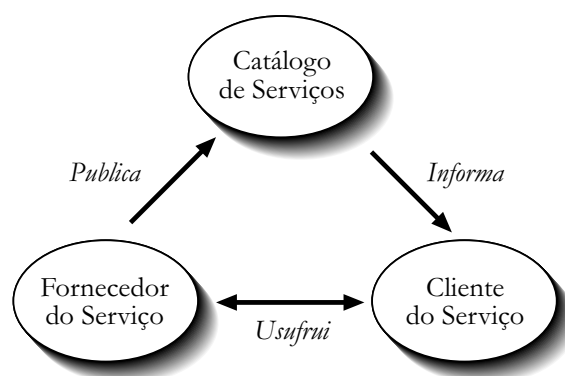 Catálogo
de Serviços
Publica
Informa
Fornecedor
do Serviço
Usufrui
Cliente
do Serviço